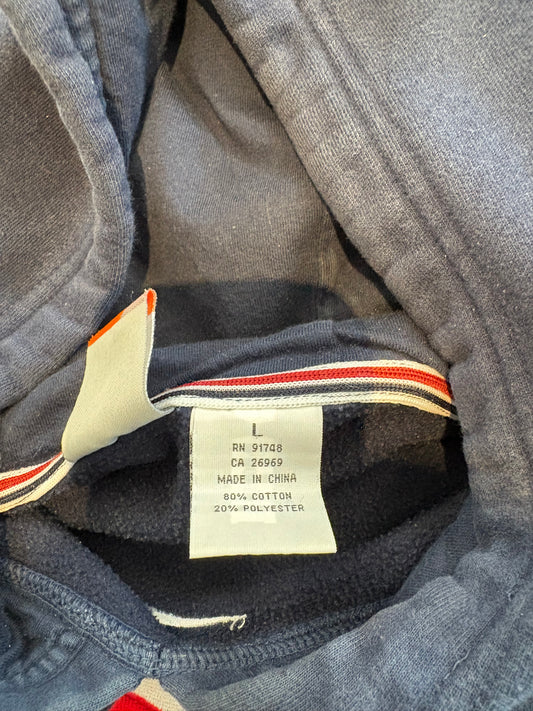 L
RN 91748
CA 26969
MADE IN CHINA
80% COTTON
20% POLYESTER